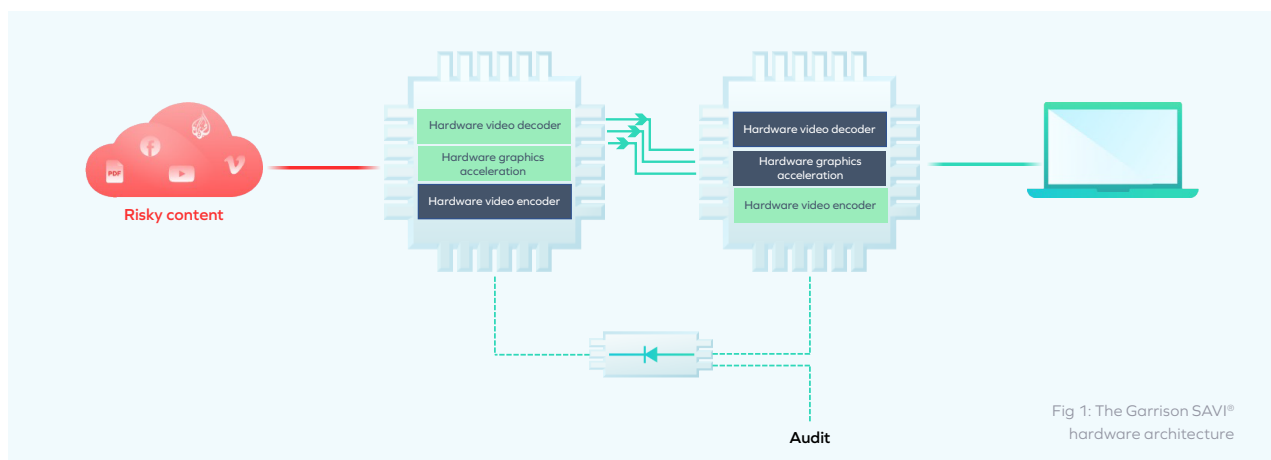 Hardware video decoder
Hardware graphics
acceleration
Hardware video encoder
Hardware video decoder
Hardware graphics
acceleration
Hardware video encoder
PDF
Risky content
Audit
Fig 1: The Garrison SAVI®
hardware architecture